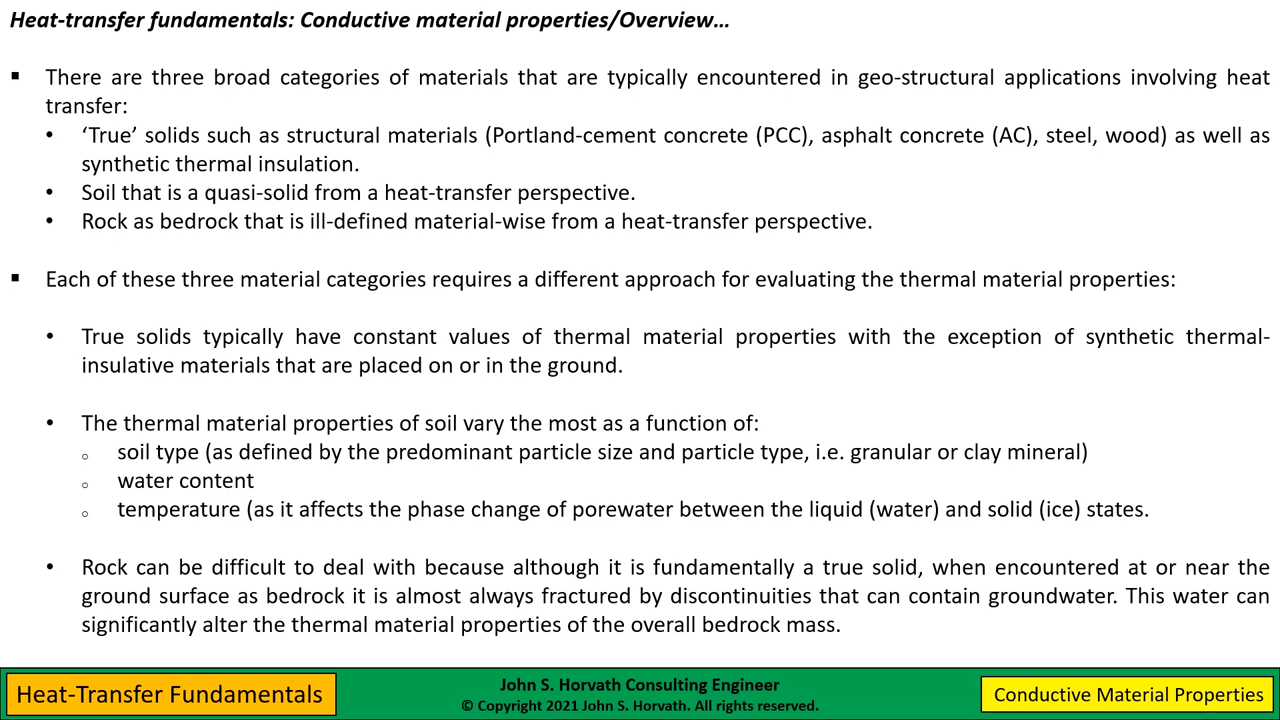 Heat-transfer fundamentals: Conductive material properties/Overview…
▪ There are three broad categories of materials that are typically encountered in geo-structural applications involving heat
transfer:
• ‘True’ solids such as structural materials (Portland-cement concrete (PCC), asphalt concrete (AC), steel, wood) as well as
synthetic thermal insulation.
• Soil that is a quasi-solid from a heat-transfer perspective.
• Rock as bedrock that is ill-defined material-wise from a heat-transfer perspective.
▪ Each of these three material categories requires a different approach for evaluating the thermal material properties:
• True solids typically have constant values of thermal material properties with the exception of synthetic thermal-
insulative materials that are placed on or in the ground.
• The thermal material properties of soil vary the most as a function of:
○ soil type (as defined by the predominant particle size and particle type, i.e. granular or clay mineral)
○ water content
○ temperature (as it affects the phase change of porewater between the liquid (water) and solid (ice) states.
• Rock can be difficult to deal with because although it is fundamentally a true solid, when encountered at or near the
ground surface as bedrock it is almost always fractured by discontinuities that can contain groundwater. This water can
significantly alter the thermal material properties of the overall bedrock mass.
Heat-Transfer Fundamentals
John S. Horvath Consulting Engineer
© Copyright 2021 John S. Horvath. All rights reserved.
Conductive Material Properties